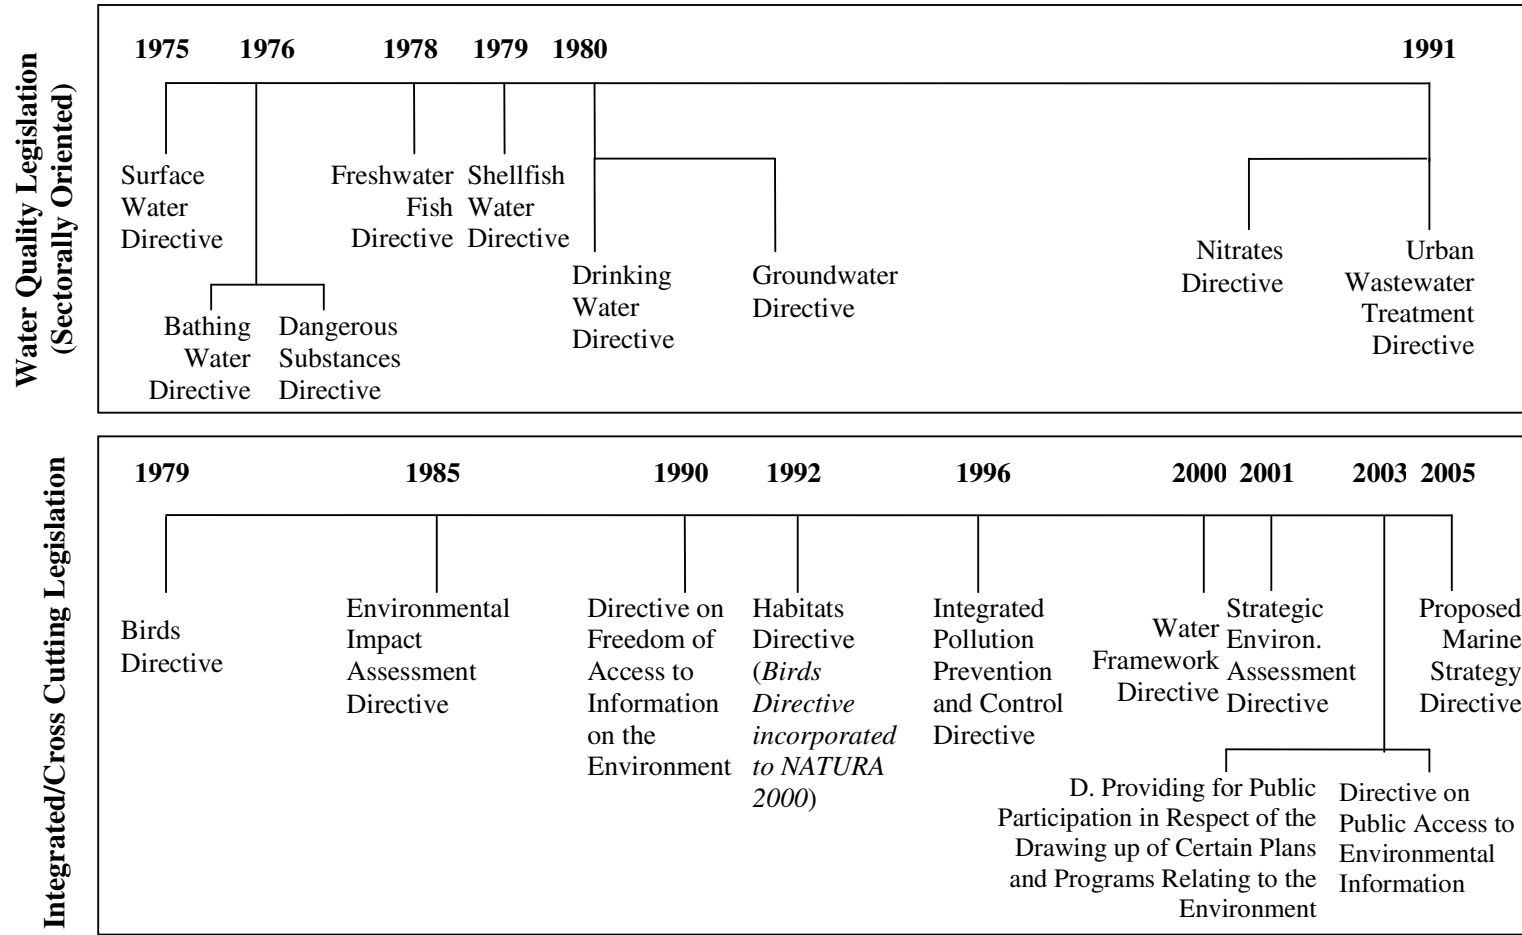 Water Quality Legislation
(Sectorally Oriented)
1975
1976
1978
1979
1980
1991
Surface
Water
Directive
Bathing
Water
Directive
Dangerous
Substances
Directive
Freshwater
Fish
Directive
Shellfish
Water
Directive
Drinking
Water
Directive
Groundwater
Directive
Nitrates
Directive
Urban
Wastewater
Treatment
Directive
Integrated/Cross Cutting Legislation
1979
1985
1990
1992
1996
2000
2001
2003
2005
Birds
Directive
Environmental
Impact
Assessment
Directive
Directive on
Freedom of
Access to
Information
on the
Environment
Habitats
Directive
(Birds
Directive
incorporated
to NATURA
2000)
Integrated
Pollution
Prevention
and Control
Directive
Water
Framework
Directive
Strategic
Environ.
Assessment
Directive
D. Providing for Public
Participation in Respect of the
Drawing up of Certain Plans
and Programs Relating to the
Environment
Directive on
Public Access to
Environmental
Information
Proposed
Marine
Strategy
Directive